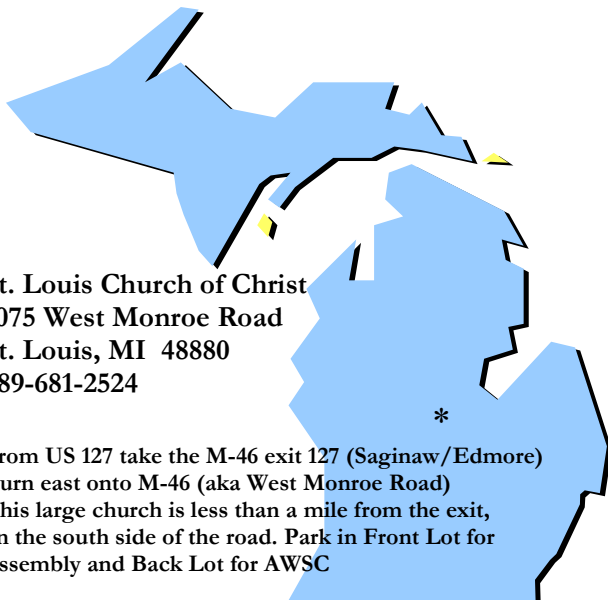 t. Louis Church of Christ
075 West Monroe Road
t. Louis, MI 48880
89-681-2524
*
rom US 127 take the M-46 exit 127 (Saginaw/Edmore)
urn east onto M-46 (aka West Monroe Road)
his large church is less than a mile from the exit,
n the south side of the road. Park in Front Lot for
ssembly and Back Lot for AWSC